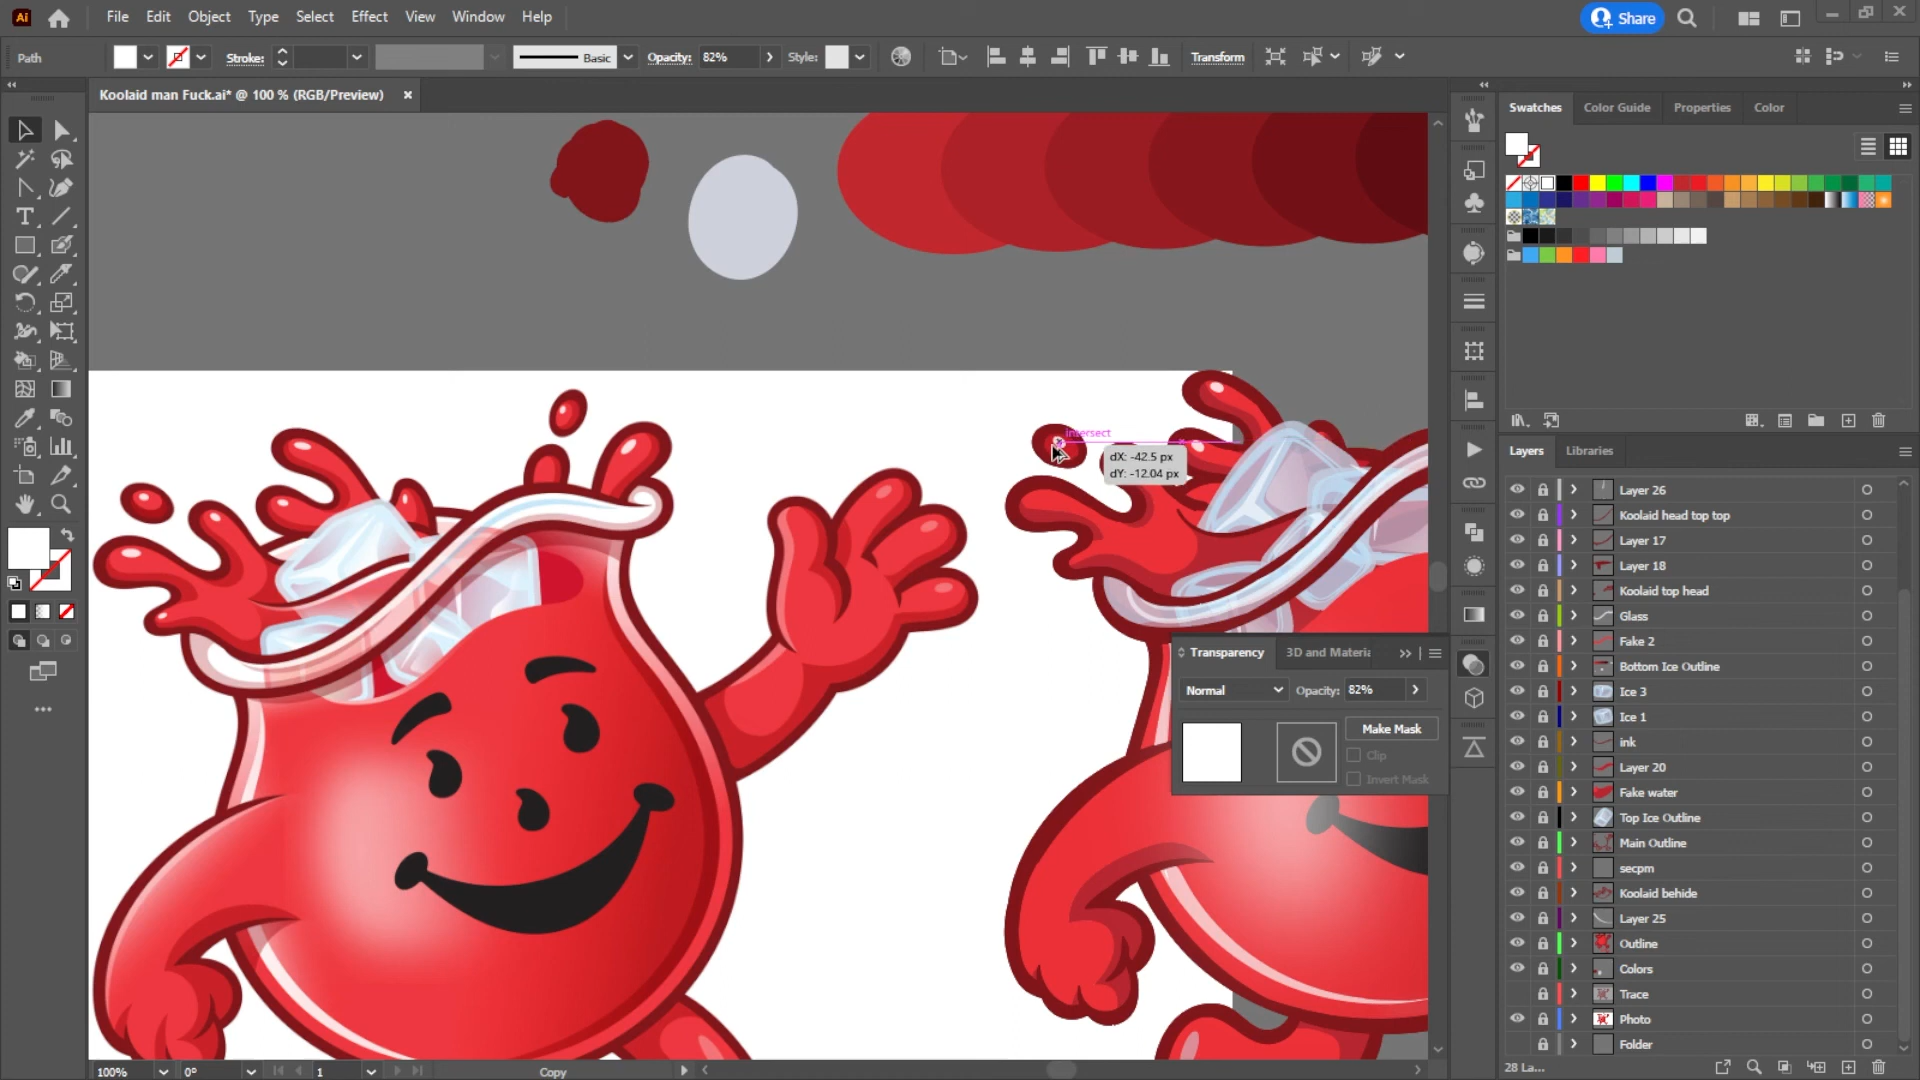 Ai File Edit Object Type Select Effect View Window Help Share
Path Stroke: Basic Opacity: 82% Style: Transform
Koolaid man Fuck.ai* @ 100 % (RGB/Preview) ×
Swatches Color Guide Properties Color
intersect
dX: -42.5 px
dY: -12.04 px
Transparency 3D and Materia
Normal Opacity: 82%
Make Mask
Clip
Invert Mask
Layers Libraries
Layer 26
Koolaid head top top
Layer 17
Layer 18
Koolaid top head
Glass
Fake 2
Bottom Ice Outline
Ice 3
Ice 1
ink
Layer 20
Fake water
Top Ice Outline
Main Outline
secpm
Koolaid behide
Layer 25
Outline
Colors
Trace
Photo
Folder
28 La...
100% 0° 1 Copy